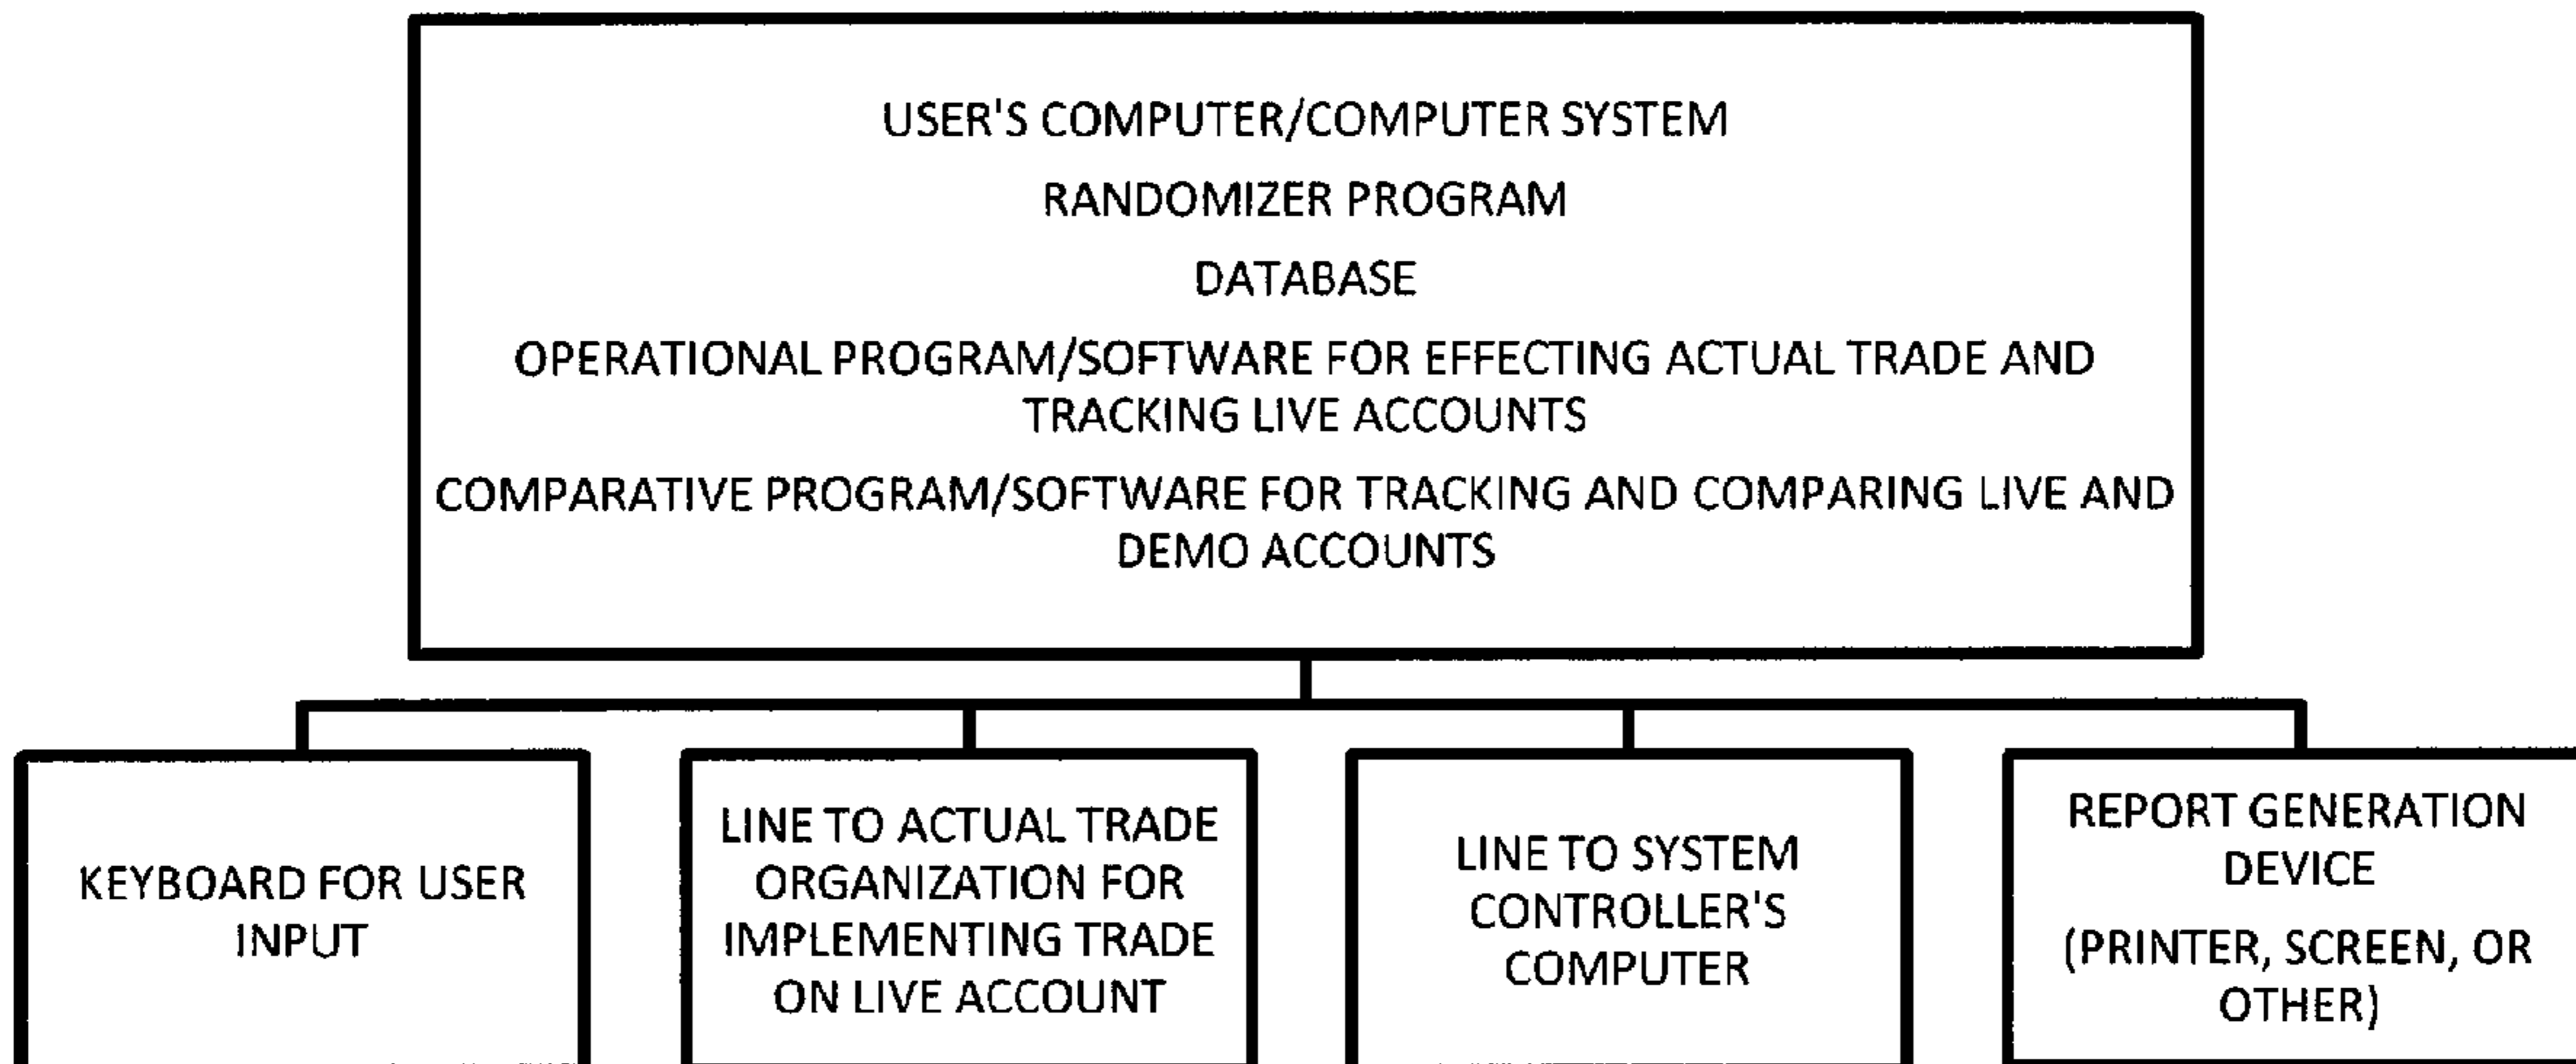 USER'S COMPUTER/COMPUTER SYSTEM
RANDOMIZER PROGRAM
DATABASE
OPERATIONAL PROGRAM/SOFTWARE FOR EFFECTING ACTUAL TRADE AND
TRACKING LIVE ACCOUNTS
COMPARATIVE PROGRAM/SOFTWARE FOR TRACKING AND COMPARING LIVE AND
DEMO ACCOUNTS
KEYBOARD FOR USER
INPUT
LINE TO ACTUAL TRADE
ORGANIZATION FOR
IMPLEMENTING TRADE
ON LIVE ACCOUNT
LINE TO SYSTEM
CONTROLLER'S
COMPUTER
REPORT GENERATION
DEVICE
(PRINTER, SCREEN, OR
OTHER)